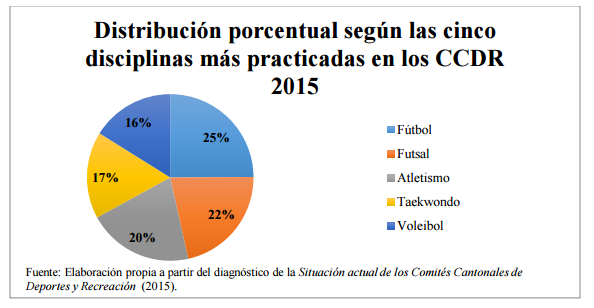 Distribución porcentual según las cinco
disciplinas más practicadas en los CCDR
2015
16%
25%
17%
22%
20%
Fútbol
Futsal
Atletismo
Taekwondo
Voleibol
Fuente: Elaboración propia a partir del diagnóstico de la Situación actual de los Comités Cantonales de
Deportes y Recreación (2015).